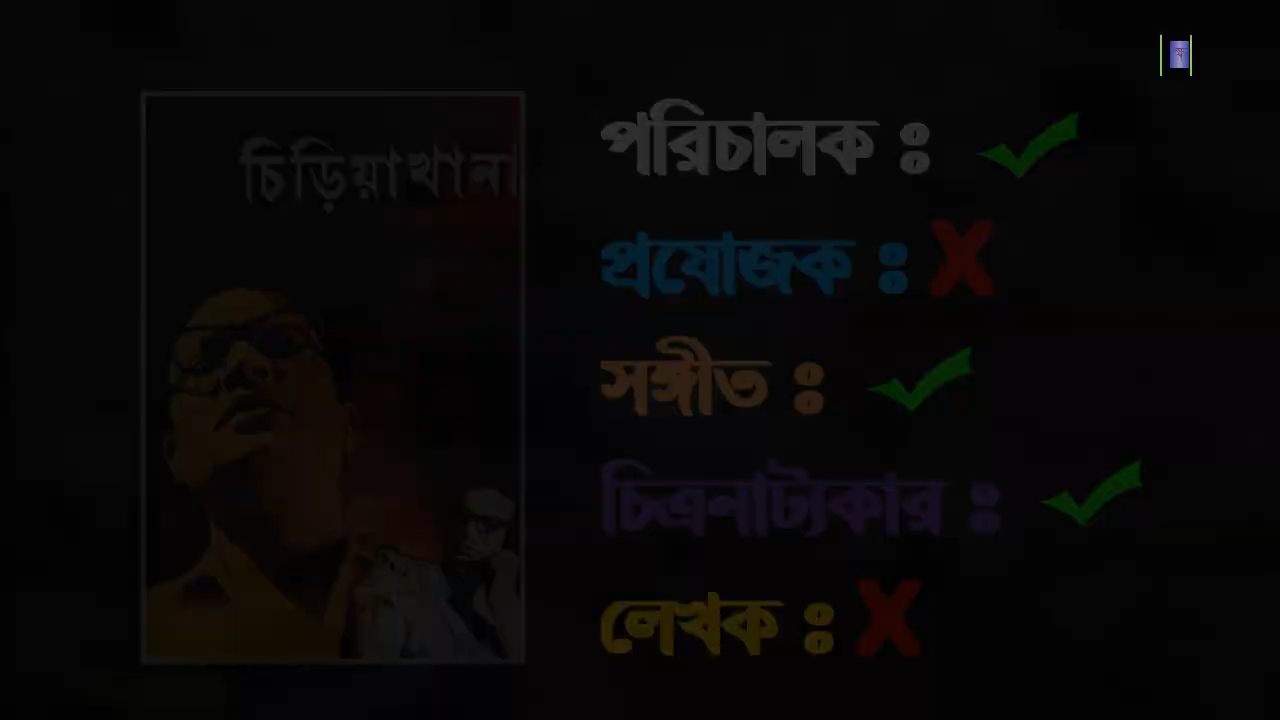 চিড়িয়াখানা
পরিচালক ঃ
প্রযোজক ঃ X
সঙ্গীত ঃ
চিত্রনাট্যকার ঃ
লেখক ঃ X